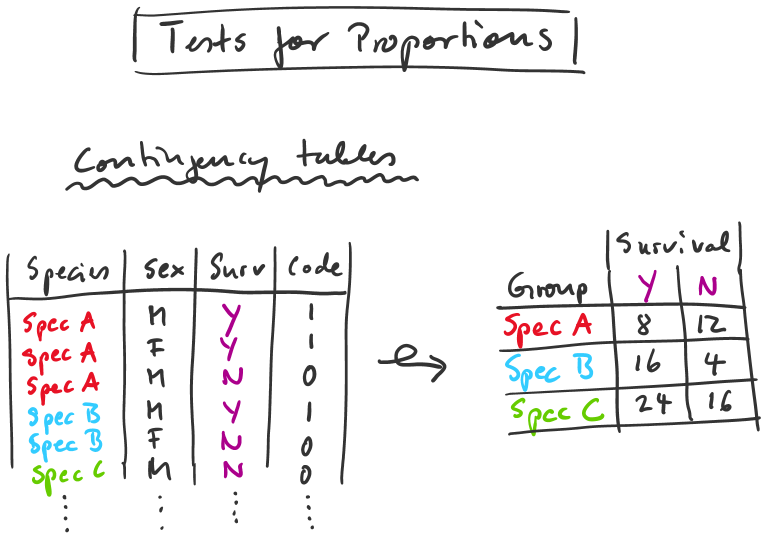 Tests for Proportions
Contingency tables
Species Sex Surv Code
Spec A M Y 1
Spec A F Y 1
Spec A M N 0
Spec B M Y 1
Spec B F N 0
Spec C M N 0
Survival
Group Y N
Spec A 8 12
Spec B 16 4
Spec C 24 16